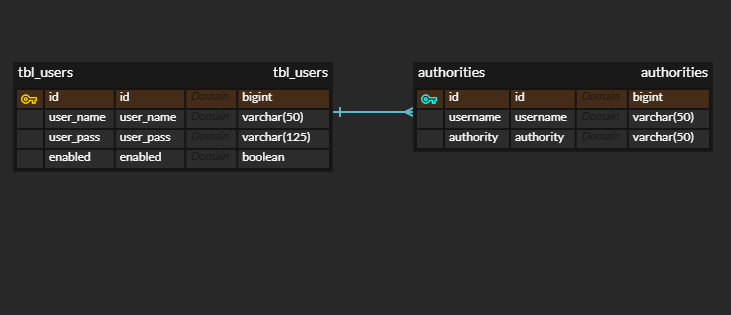 tbl_users tbl_users
id id Domain bigint
user_name user_name Domain varchar(50)
user_pass user_pass Domain varchar(125)
enabled enabled Domain boolean
authorities authorities
id id Domain bigint
username username Domain varchar(50)
authority authority Domain varchar(50)